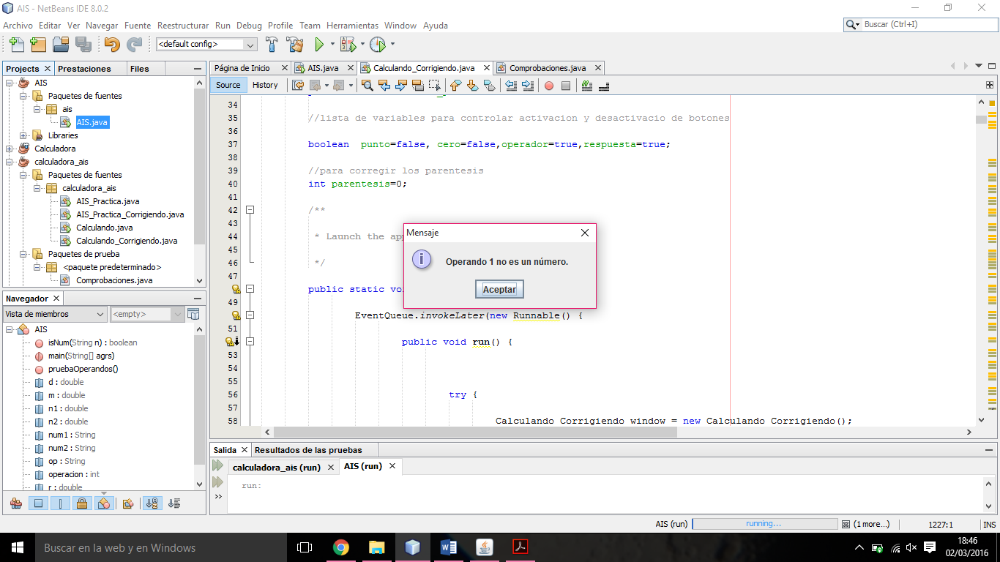 AIS - NetBeans IDE 8.0.2
Archivo Editar Ver Navegar Fuente Reestructurar Run Debug Profile Team Herramientas Window Ayuda
Buscar (Ctrl+I)
<default config>
Projects Prestaciones Files
AIS
Paquetes de fuentes
ais
AIS.java
Libraries
Calculadora
calculadora_ais
Paquetes de fuentes
calculadora_ais
AIS_Practica.java
AIS_Practica_Corrigiendo.java
Calculando.java
Calculando_Corrigiendo.java
Paquetes de prueba
<paquete predeterminado>
Comprobaciones.java
Navegador
Vista de miembros <empty>
AIS
isNum(String n) : boolean
main(String[] agrs)
pruebaOperandos()
d : double
m : double
n1 : double
n2 : double
num1 : String
num2 : String
op : String
operacion : int
r : double
Página de Inicio AIS.java Calculando_Corrigiendo.java Comprobaciones.java
Source History
34
35 //lista de variables para controlar activacion y desactivacio de botones
36
37 boolean punto=false, cero=false,operador=true,respuesta=true;
38
39 //para corregir los parentesis
40 int parentesis=0;
41
42 /**
43
44 * Launch the app
45
46 */
47
public static voi
49
EventQueue.invokeLater(new Runnable() {
51
public void run() {
53
54
55
56 try {
57
58 Calculando_Corrigiendo window = new Calculando_Corrigiendo();
Mensaje
Operando 1 no es un número.
Aceptar
Salida Resultados de las pruebas
calculadora_ais (run) AIS (run)
run:
AIS (run) running... (1 more...) 1227:1 INS
Buscar en la web y en Windows
18:46
02/03/2016